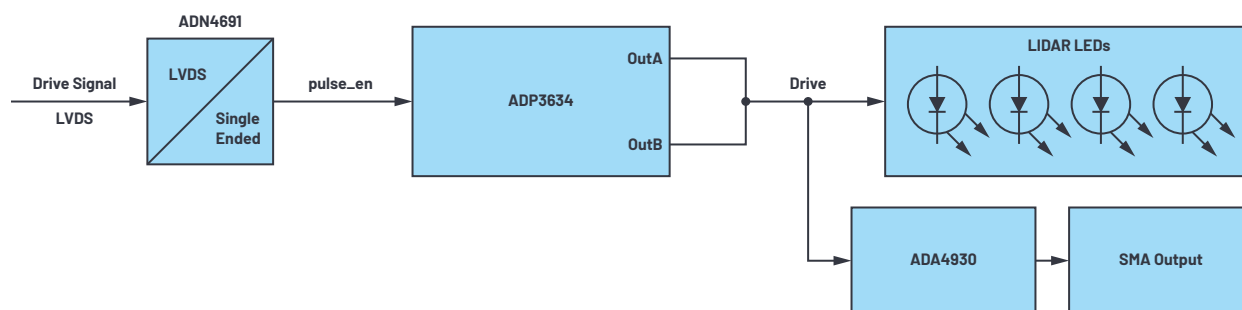 ADN4691
Drive Signal
LVDS
LVDS
Single
Ended
pulse_en
ADP3634
OutA
OutB
Drive
LIDAR LEDs
ADA4930
SMA Output